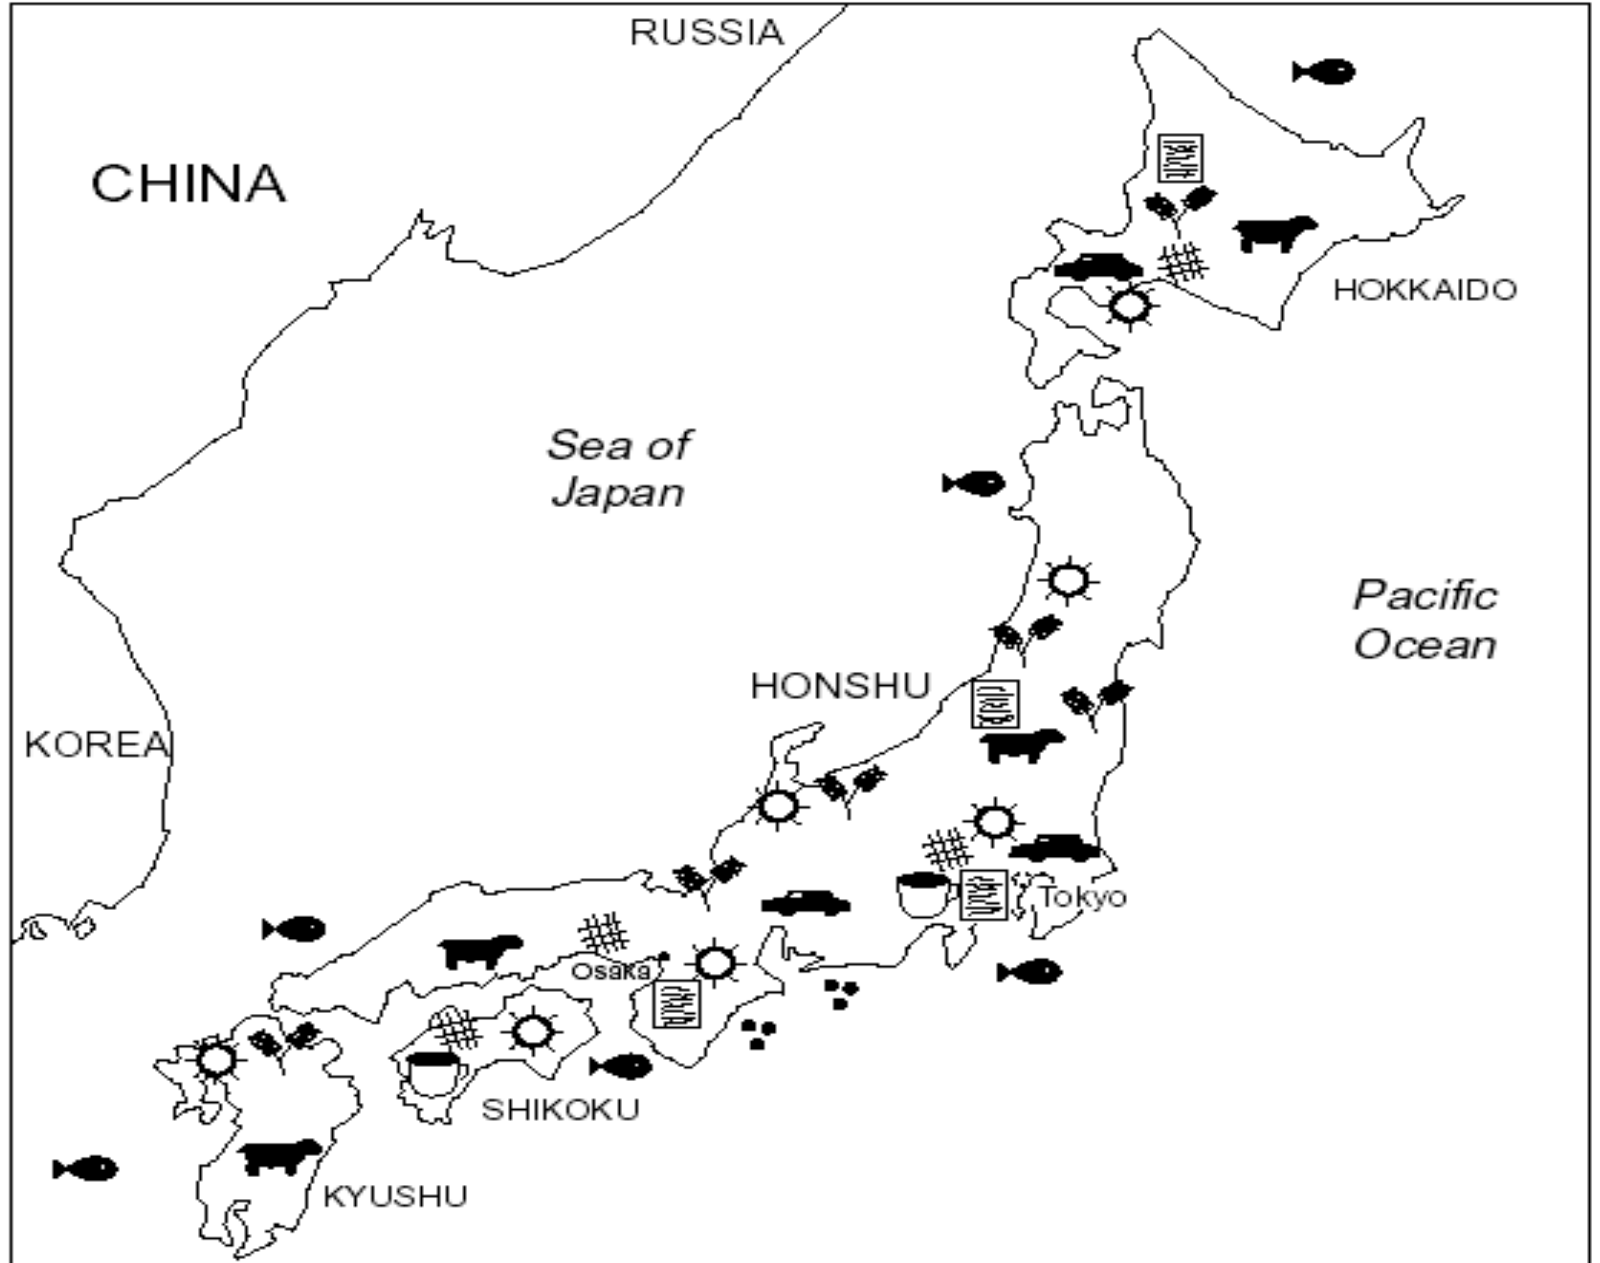 RUSSIA
CHINA
HOKKAIDO
Sea of
Japan
Pacific
Ocean
HONSHU
KOREA
Tokyo
Osaka
SHIKOKU
KYUSHU